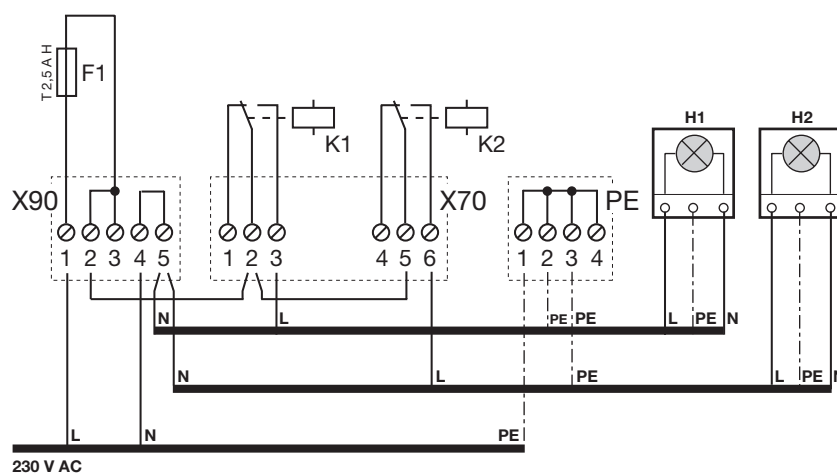 T 2,5 A H
F1
K1
K2
H1
H2
X90
X70
PE
1 2 3 4 5
1 2 3
4 5 6
1 2 3 4
N L PE PE L PE N
N L PE L PE N
L N PE
230 V AC